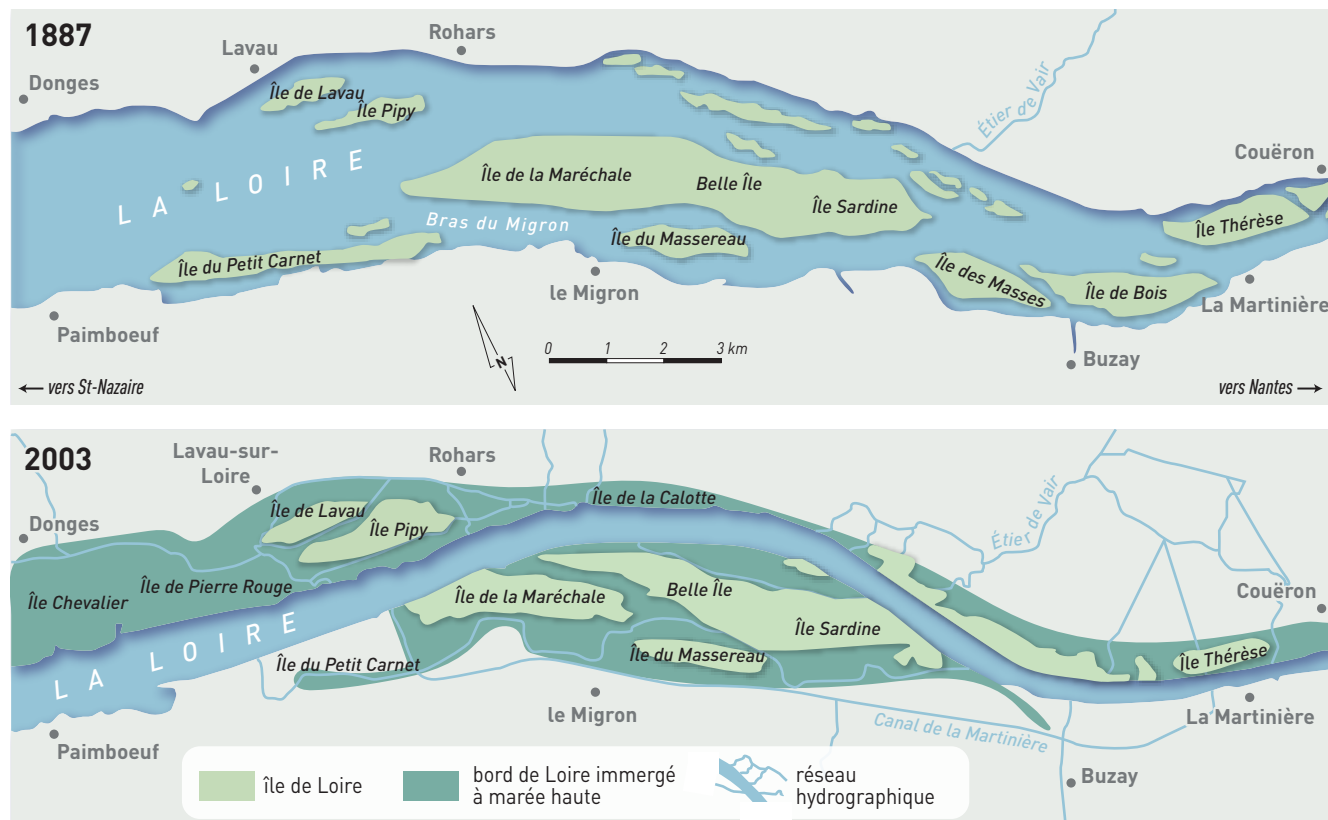 1887
Donges
Lavau
Rohars
Île de Lavau
Île Pipy
Étier de Vair
Couëron
LA LOIRE
Île de la Maréchale
Belle Île
Île Sardine
Île Thérèse
Bras du Migron
Île du Massereau
Île du Petit Carnet
Île des Masses
Île de Bois
le Migron
La Martinière
Paimboeuf
N
0 1 2 3 km
Buzay
← vers St-Nazaire
vers Nantes →
2003
Lavau-sur-
Loire
Rohars
Donges
Île de Lavau
Île Pipy
Île de la Calotte
Étier de Vair
Île de Pierre Rouge
Île Chevalier
Couëron
LA LOIRE
Île de la Maréchale
Belle Île
Île Sardine
Île du Petit Carnet
Île du Massereau
Île Thérèse
le Migron
La Martinière
Paimboeuf
Canal de la Martinière
Buzay
île de Loire
bord de Loire immergé
à marée haute
réseau
hydrographique